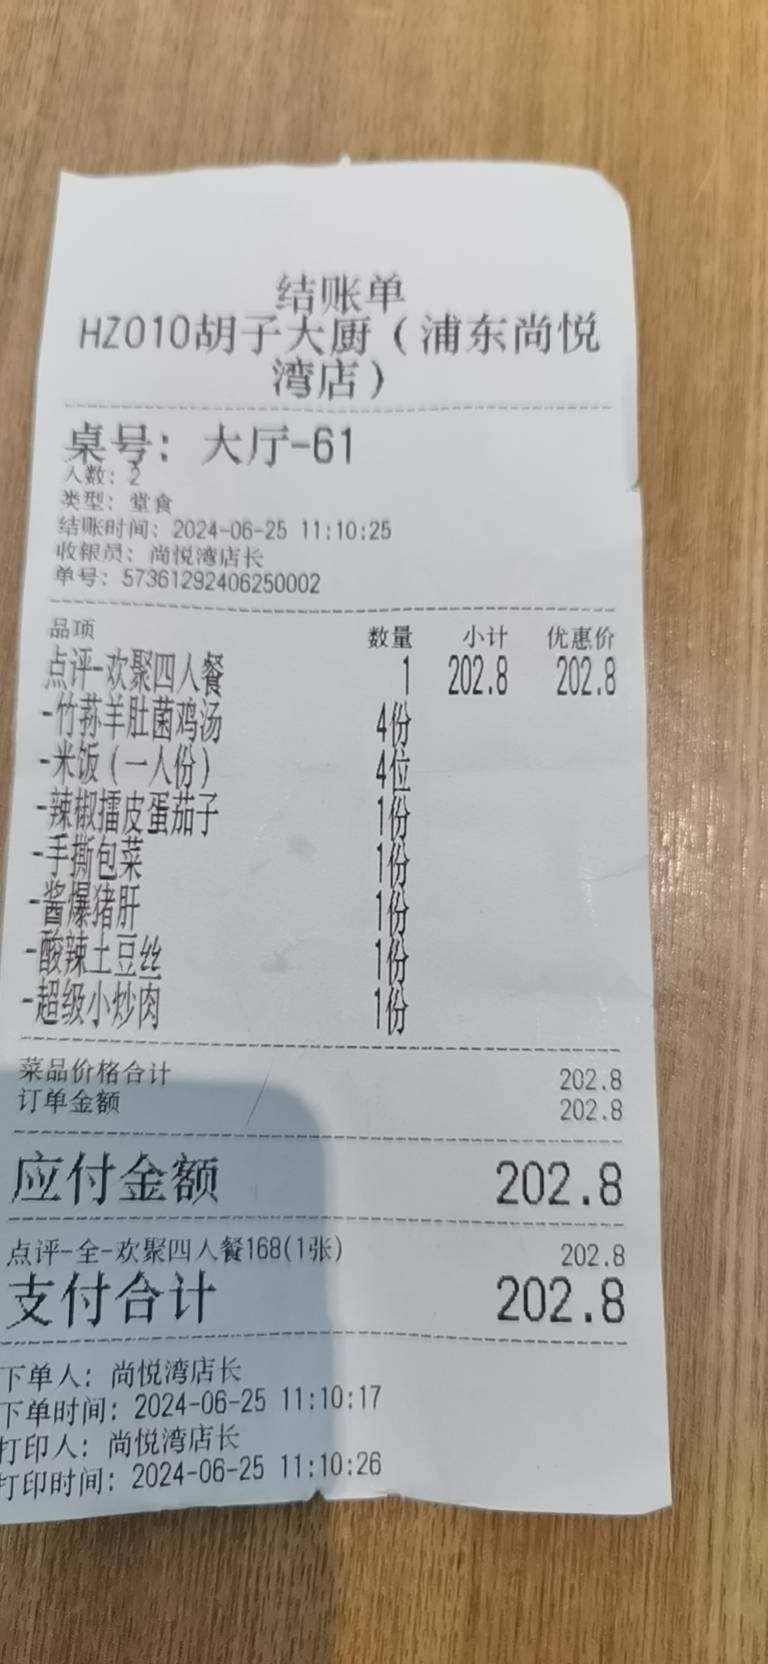 结账单
HZ010胡子大厨（浦东尚悦
湾店）
桌号：大厅-61
人数：2
类型：堂食
结账时间：2024-06-25 11:10:25
收银员：尚悦湾店长
单号：57361292406250002
品项 数量 小计 优惠价
点评-欢聚四人餐 1 202.8 202.8
-竹荪羊肚菌鸡汤 4份
-米饭（一人份） 4位
-辣椒擂皮蛋茄子 1份
-手撕包菜 1份
-酱爆猪肝 1份
-酸辣土豆丝 1份
-超级小炒肉 1份
菜品价格合计 202.8
订单金额 202.8
应付金额 202.8
点评-全-欢聚四人餐168(1张) 202.8
支付合计 202.8
下单人：尚悦湾店长
下单时间：2024-06-25 11:10:17
打印人：尚悦湾店长
打印时间：2024-06-25 11:10:26